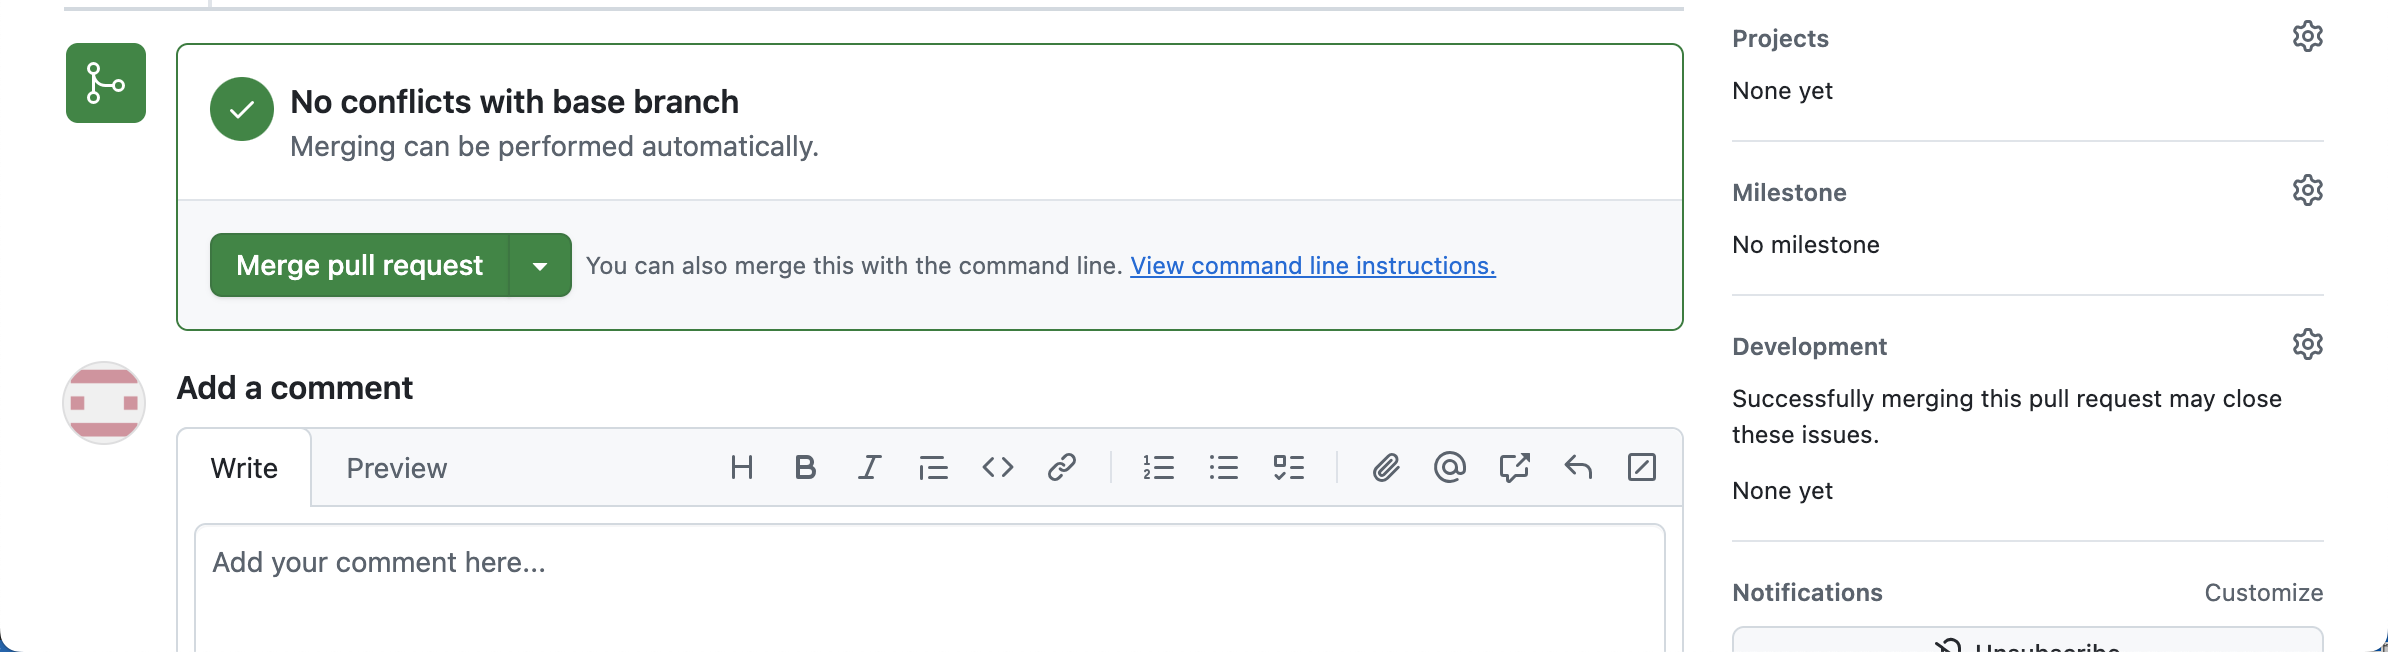 No conflicts with base branch
Merging can be performed automatically.
Merge pull request
You can also merge this with the command line. View command line instructions.
Add a comment
Write
Preview
Add your comment here...
Projects
None yet
Milestone
No milestone
Development
Successfully merging this pull request may close
these issues.
None yet
Notifications
Customize
Unsubscribe